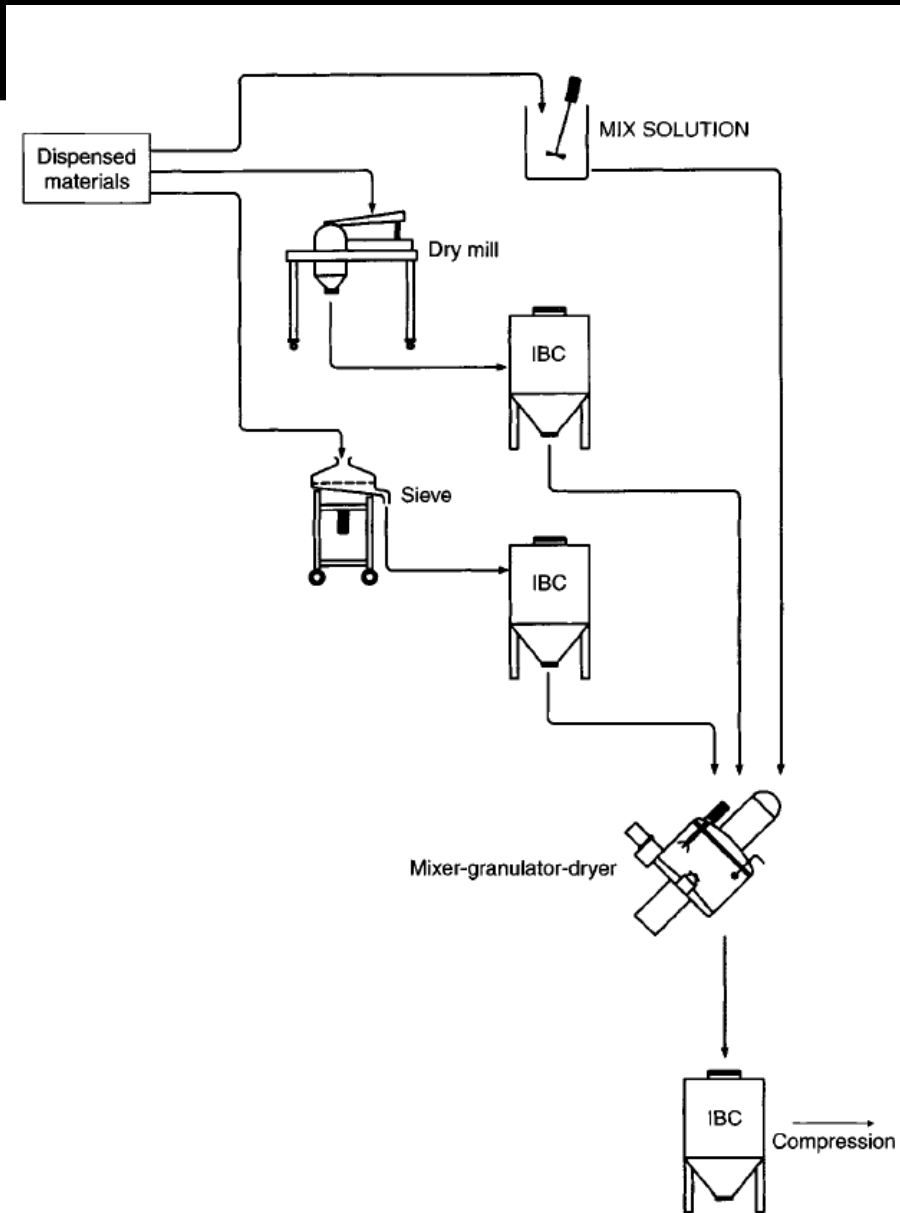 MIX SOLUTION
Dispensed
materials
Dry mill
IBC
Sieve
IBC
Mixer-granulator-dryer
IBC
Compression